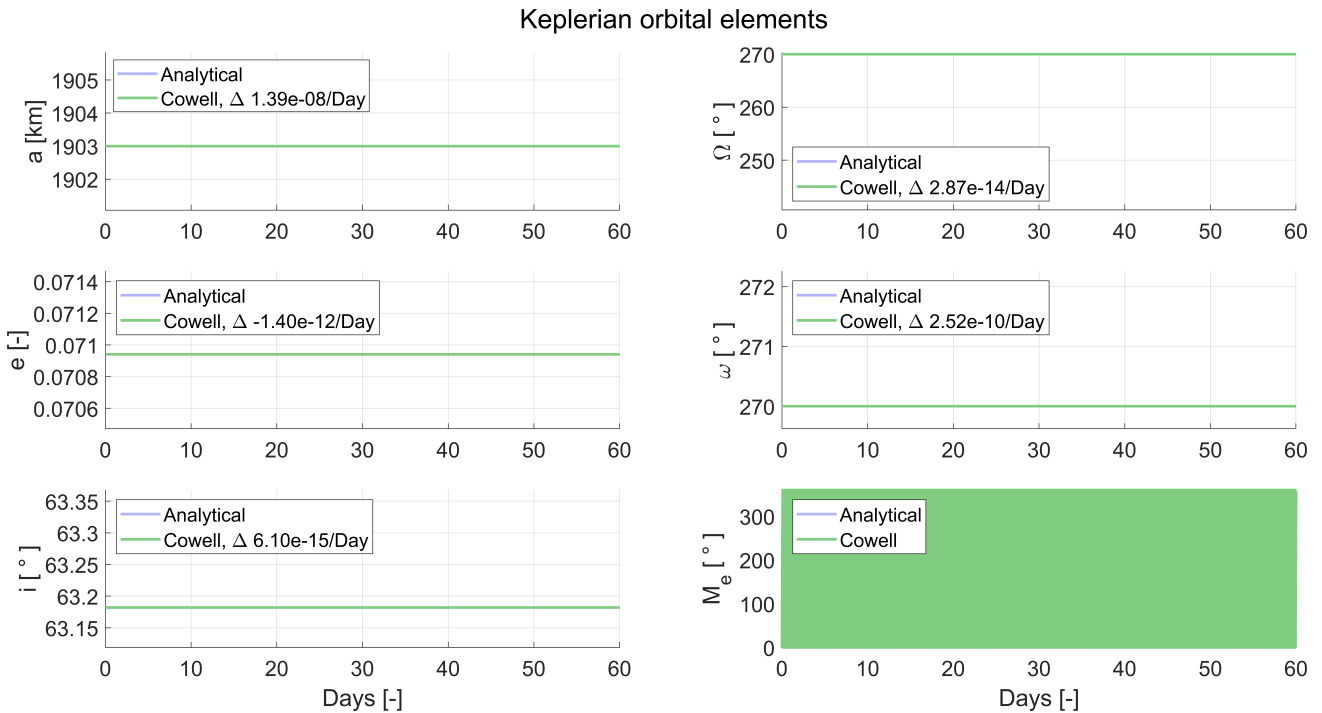 Keplerian orbital elements
a [km]
1905
1904
1903
1902
Analytical
Cowell, Δ 1.39e-08/Day
0 10 20 30 40 50 60
Ω [ ° ]
270
260
250
Analytical
Cowell, Δ 2.87e-14/Day
0 10 20 30 40 50 60
e [-]
0.0714
0.0712
0.071
0.0708
0.0706
Analytical
Cowell, Δ -1.40e-12/Day
0 10 20 30 40 50 60
ω [ ° ]
272
271
270
Analytical
Cowell, Δ 2.52e-10/Day
0 10 20 30 40 50 60
i [ ° ]
63.35
63.3
63.25
63.2
63.15
Analytical
Cowell, Δ 6.10e-15/Day
0 10 20 30 40 50 60
Days [-]
Me [ ° ]
300
200
100
0
Analytical
Cowell
0 10 20 30 40 50 60
Days [-]